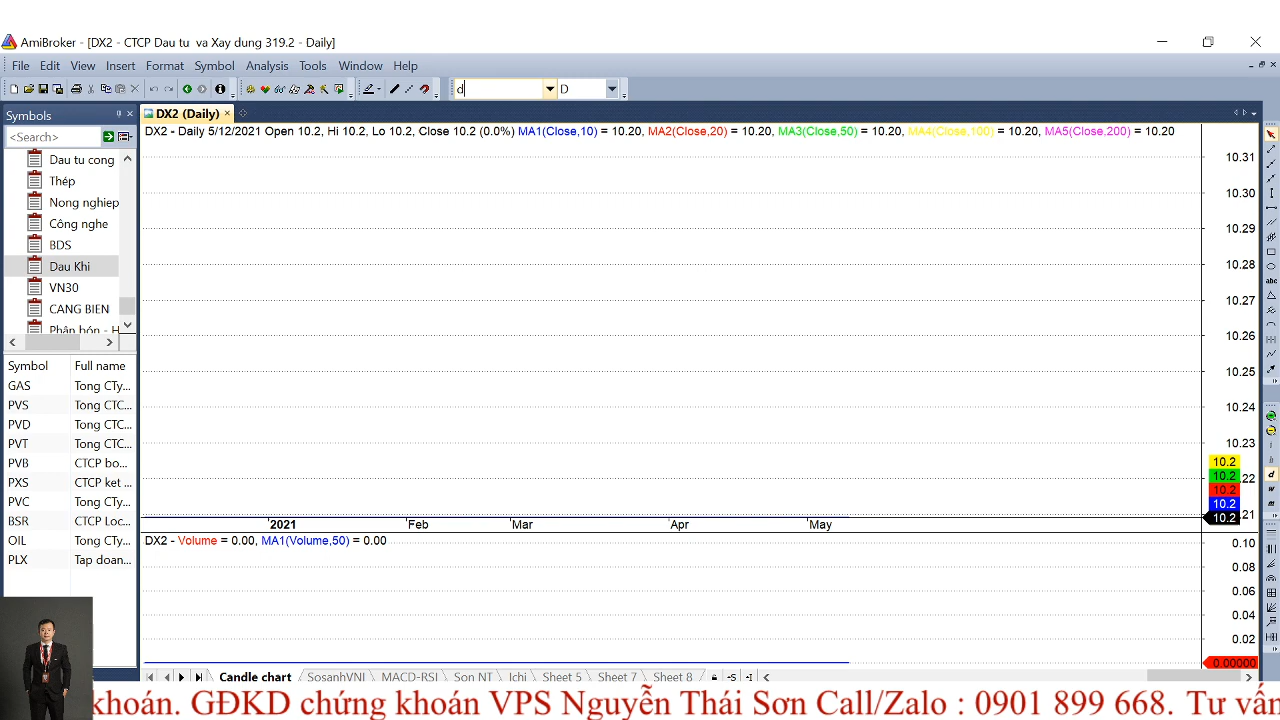 AmiBroker - [DX2 - CTCP Dau tu va Xay dung 319.2 - Daily]
File Edit View Insert Format Symbol Analysis Tools Window Help
d D
Symbols
<Search>
Dau tu cong
Thép
Nong nghiep
Công nghe
BDS
Dau Khi
VN30
CANG BIEN
Phân bón - H
Symbol Full name
GAS Tong CTy...
PVS Tong CTC...
PVD Tong CTC...
PVT Tong CTC...
PVB CTCP bo...
PXS CTCP ket ...
PVC Tong CTy...
BSR CTCP Loc...
OIL Tong CTy...
PLX Tap doan...
DX2 (Daily)
DX2 - Daily 5/12/2021 Open 10.2, Hi 10.2, Lo 10.2, Close 10.2 (0.0%) MA1(Close,10) = 10.20, MA2(Close,20) = 10.20, MA3(Close,50) = 10.20, MA4(Close,100) = 10.20, MA5(Close,200) = 10.20
10.31
10.30
10.29
10.28
10.27
10.26
10.25
10.24
10.23
10.2
10.2 22
10.2
10.2
10.2 21
2021 Feb Mar Apr May
DX2 - Volume = 0.00, MA1(Volume,50) = 0.00
0.10
0.08
0.06
0.04
0.02
0.00000
abc
Candle chart SosanhVNI MACD-RSI Son NT Ichi Sheet 5 Sheet 7 Sheet 8
khoán. GĐKD chứng khoán VPS Nguyễn Thái Sơn Call/Zalo : 0901 899 668. Tư vấn